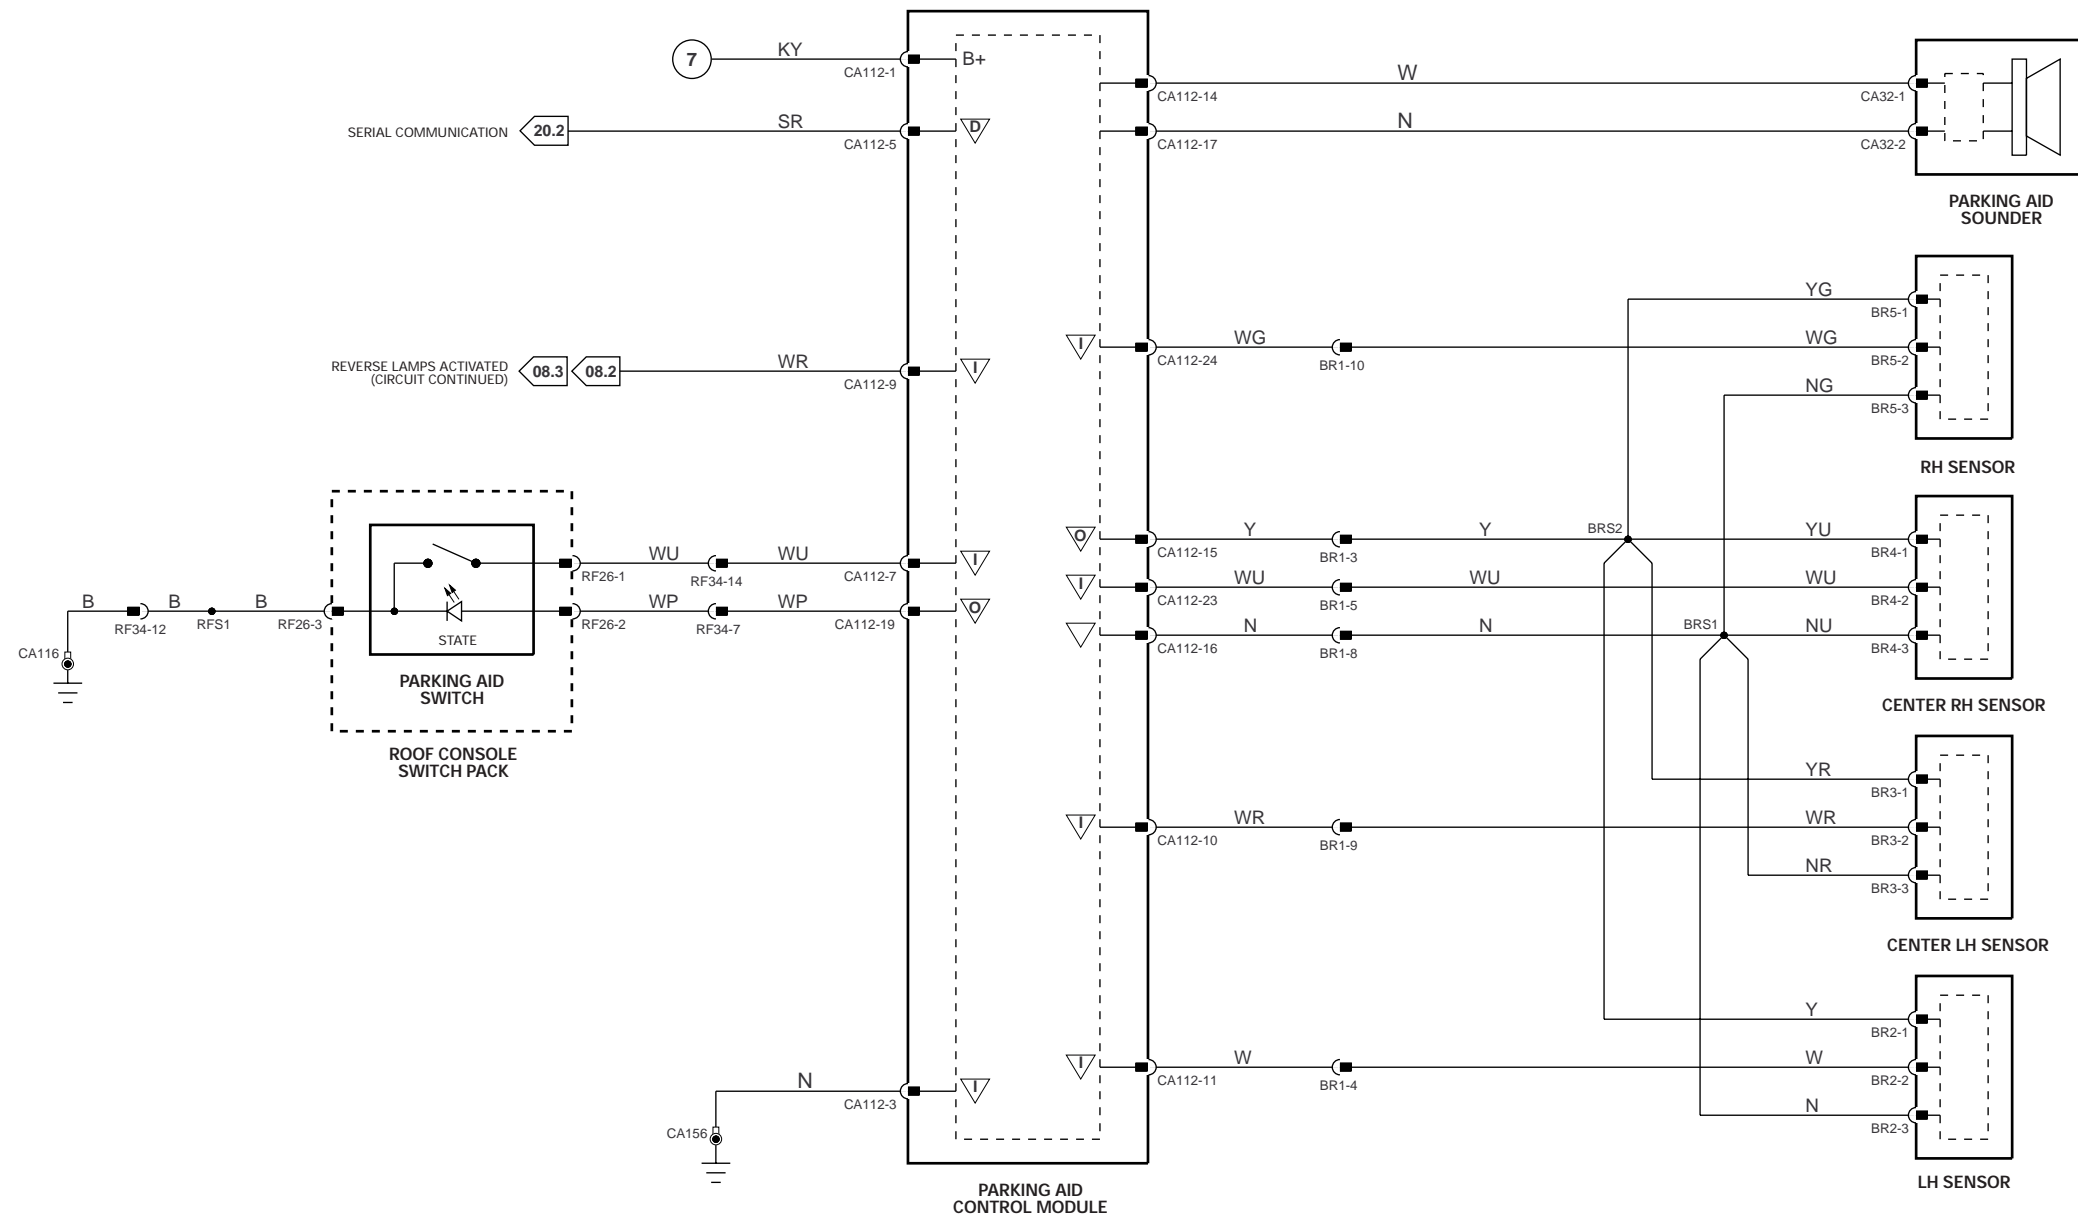 7
KY
CA112-1
B+
SERIAL COMMUNICATION
20.2
SR
CA112-5
D
CA112-14
W
CA32-1
CA112-17
N
CA32-2
PARKING AID
SOUNDER
REVERSE LAMPS ACTIVATED
(CIRCUIT CONTINUED)
08.3
08.2
WR
CA112-9
I
I
CA112-24
WG
BR1-10
YG
BR5-1
WG
BR5-2
NG
BR5-3
RH SENSOR
B
B
B
RF34-12
RFS1
RF26-3
CA116
STATE
PARKING AID
SWITCH
ROOF CONSOLE
SWITCH PACK
RF26-1
WU
RF34-14
WU
CA112-7
I
RF26-2
WP
RF34-7
WP
CA112-19
O
O
CA112-15
Y
BR1-3
Y
BRS2
YU
BR4-1
I
CA112-23
WU
BR1-5
WU
WU
BR4-2
CA112-16
N
BR1-8
N
BRS1
NU
BR4-3
CENTER RH SENSOR
YR
BR3-1
I
CA112-10
WR
BR1-9
WR
BR3-2
NR
BR3-3
CENTER LH SENSOR
Y
BR2-1
I
CA112-11
W
BR1-4
W
BR2-2
N
BR2-3
LH SENSOR
N
CA112-3
I
CA156
PARKING AID
CONTROL MODULE